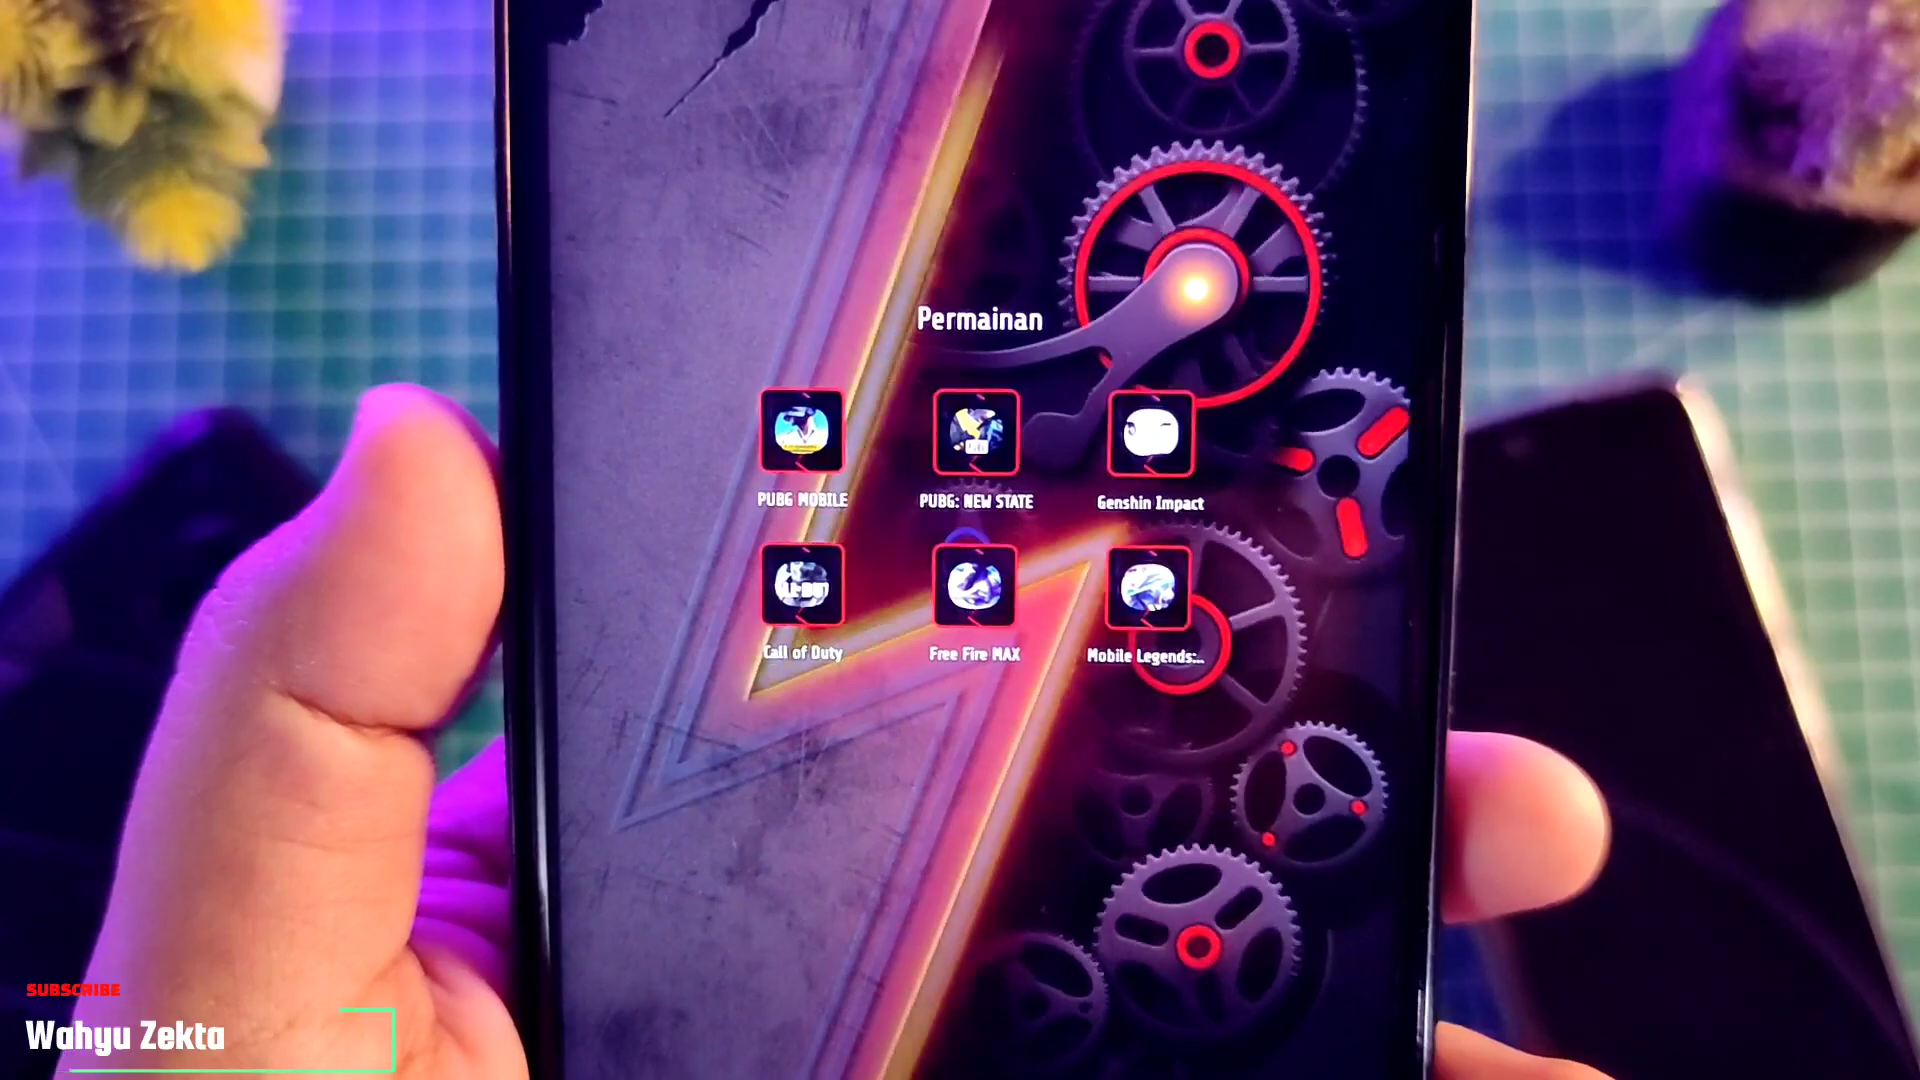 Permainan
PUBG MOBILE
PUBG: NEW STATE
Genshin Impact
Call of Duty
Free Fire MAX
Mobile Legends:...
SUBSCRIBE
Wahyu Zekta